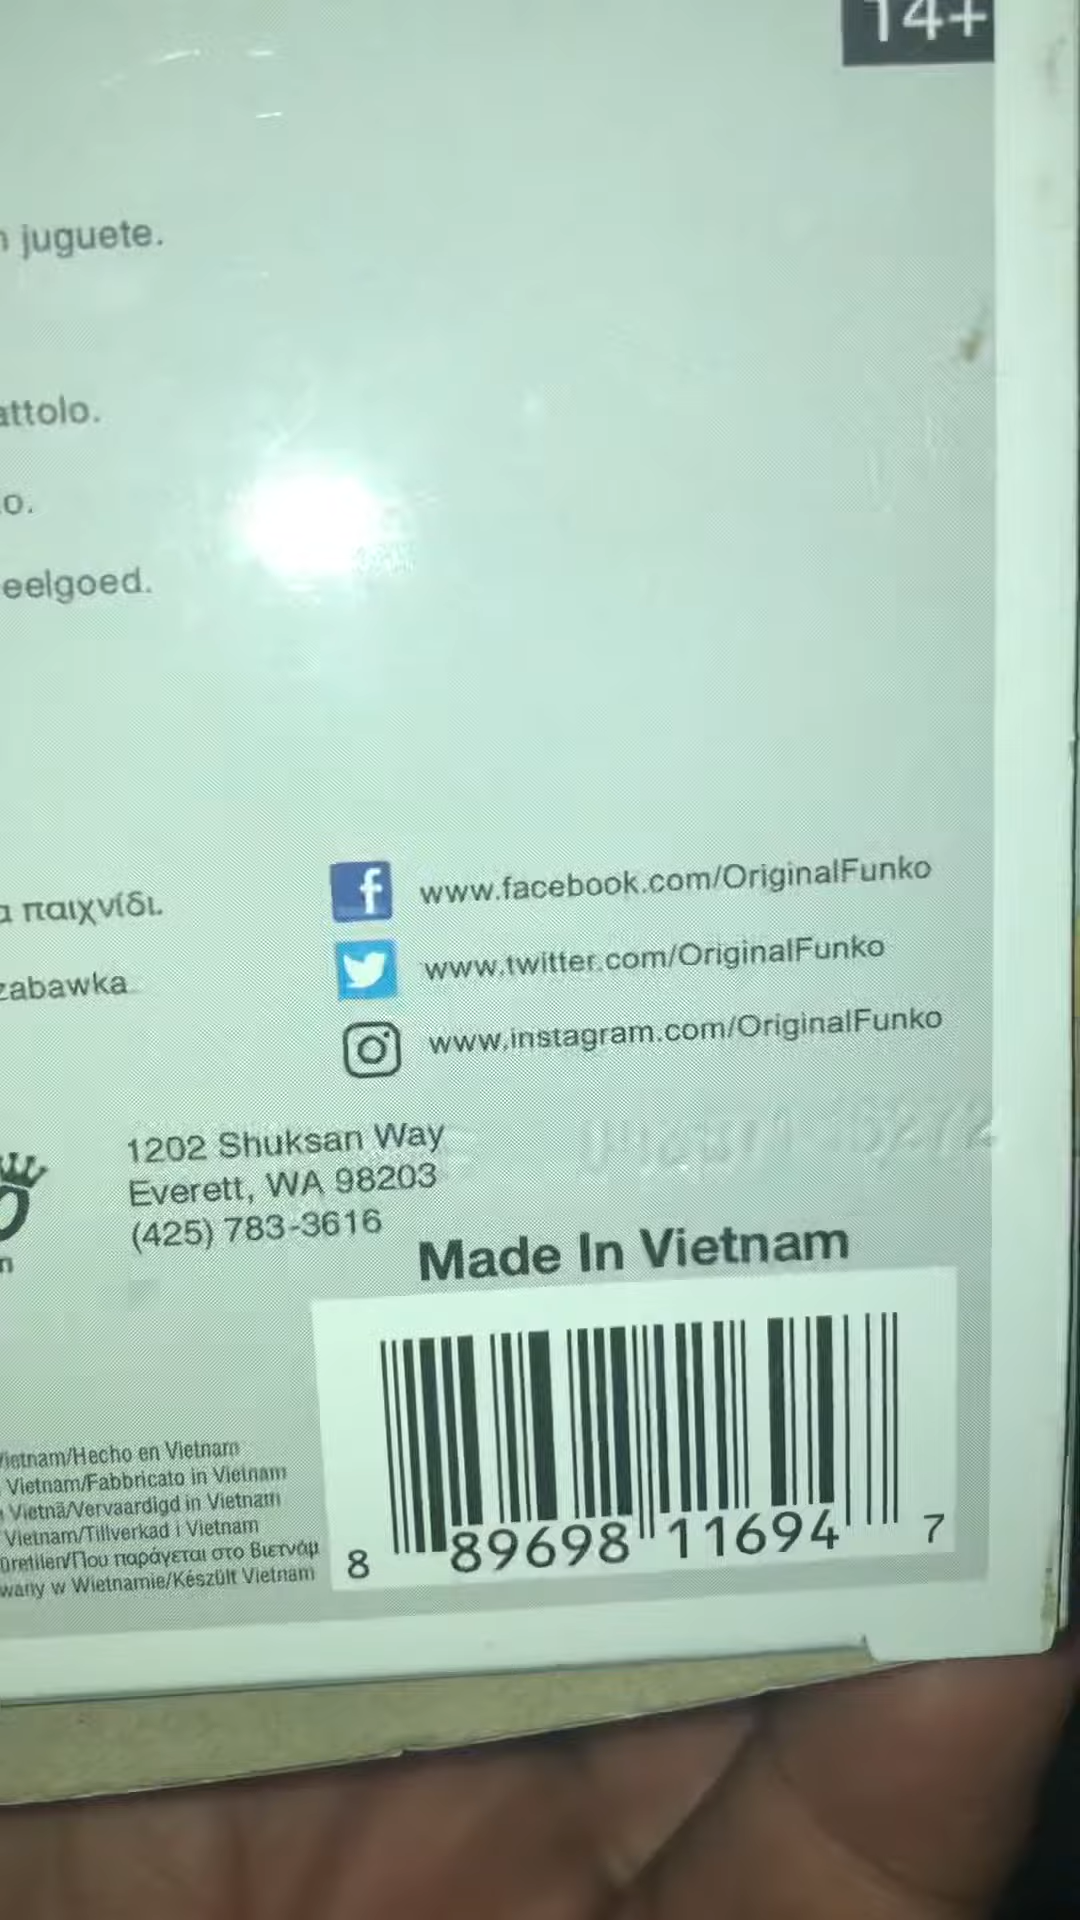 14+
juguete.
eelgoed.
www.facebook.com/OriginalFunko
παιχνίδι.
www.twitter.com/OriginalFunko
zabawka
www.instagram.com/OriginalFunko
1202 Shuksan Way
Everett, WA 98203
(425) 783-3616
Made In Vietnam
Vietnam/Hecho en Vietnam
Vietnam/Fabbricato in Vietnam
Vietnã/Vervaardigd in Vietnam
Vietnam/Tillverkad i Vietnam
üretilen/Που παράγεται στο Βιετνάμ
wany w Wietnamie/Készült Vietnam
8 89698 11694 7